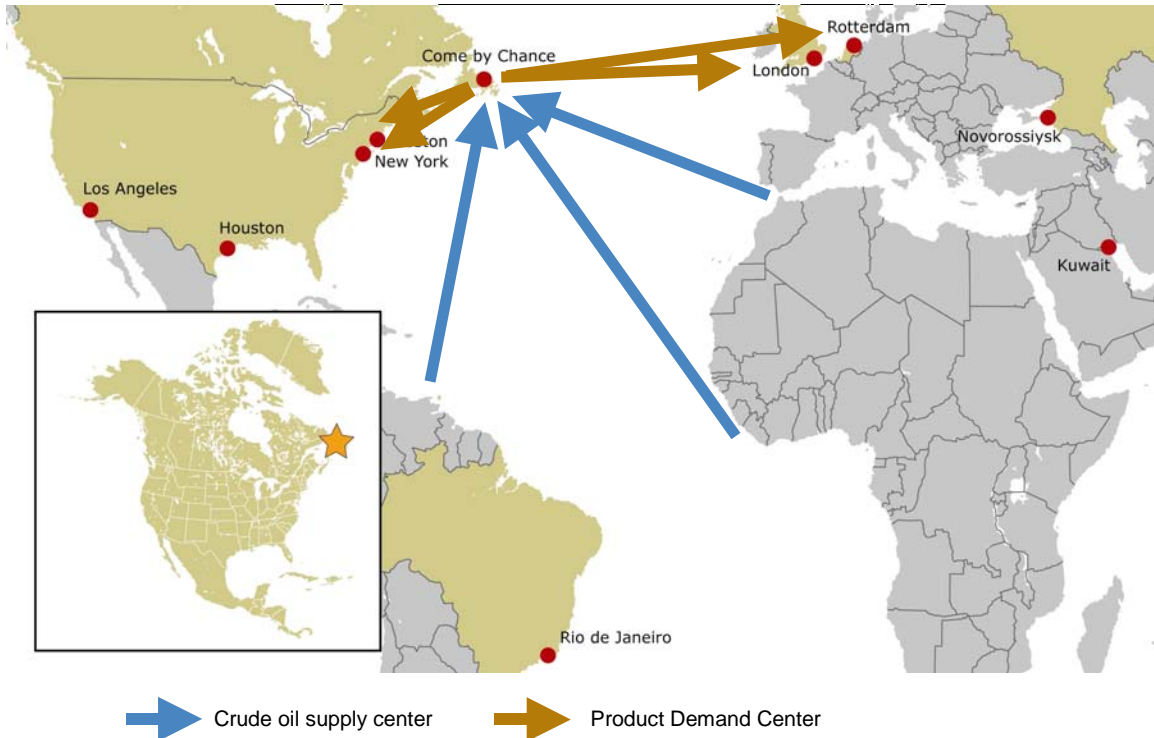 Rotterdam
Come by Chance
London
Novorossiysk
New York
Los Angeles
Houston
Kuwait
Rio de Janeiro
Crude oil supply center
Product Demand Center